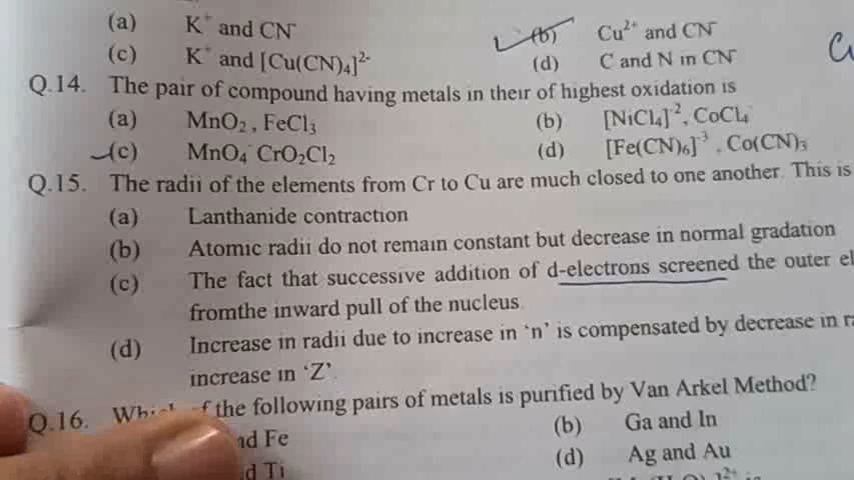 (a) K⁺ and CN⁻ (b) Cu²⁺ and CN⁻
(c) K⁺ and [Cu(CN)₄]²⁻ (d) C and N in CN⁻
Q.14. The pair of compound having metals in their of highest oxidation is
(a) MnO₂, FeCl₃ (b) [NiCl₄]⁻², CoCl₄
(c) MnO₄⁻ CrO₂Cl₂ (d) [Fe(CN)₆]⁻³, Co(CN)₃
Q.15. The radii of the elements from Cr to Cu are much closed to one another. This is
(a) Lanthanide contraction
(b) Atomic radii do not remain constant but decrease in normal gradation
(c) The fact that successive addition of d-electrons screened the outer
fromthe inward pull of the nucleus
(d) Increase in radii due to increase in 'n' is compensated by decrease in
increase in 'Z'
Q.16. the following pairs of metals is purified by Van Arkel Method?
Fe (b) Ga and In
Ti (d) Ag and Au